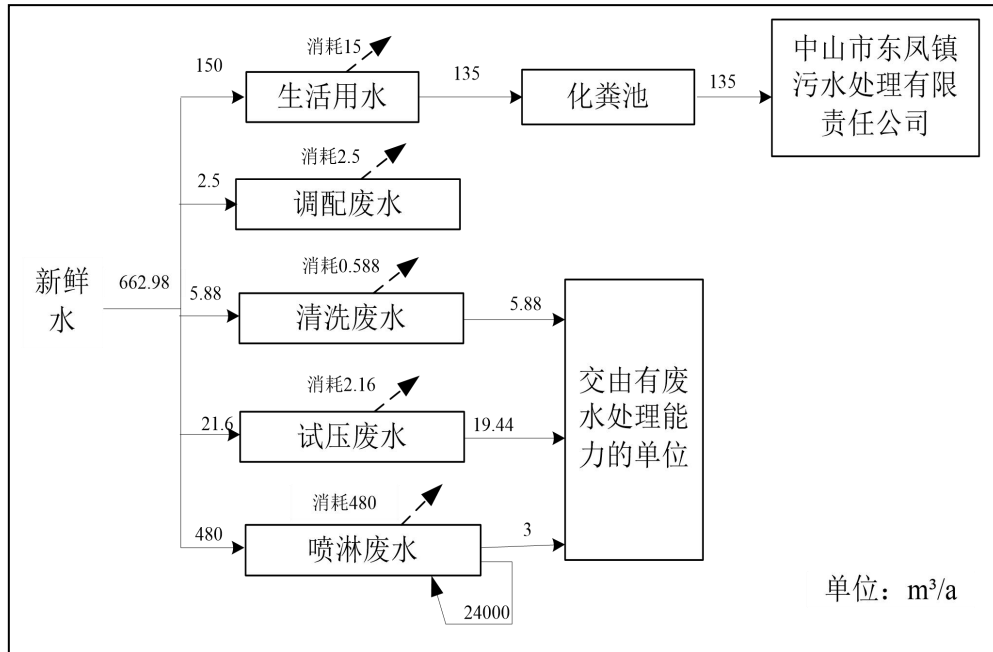 消耗15
150
生活用水
135
化粪池
135
中山市东凤镇
污水处理有限
责任公司
消耗2.5
2.5
调配废水
新鲜
水
662.98
消耗0.588
5.88
清洗废水
5.88
消耗2.16
21.6
试压废水
19.44
交由有废
水处理能
力的单位
消耗480
480
喷淋废水
3
24000
单位：m³/a